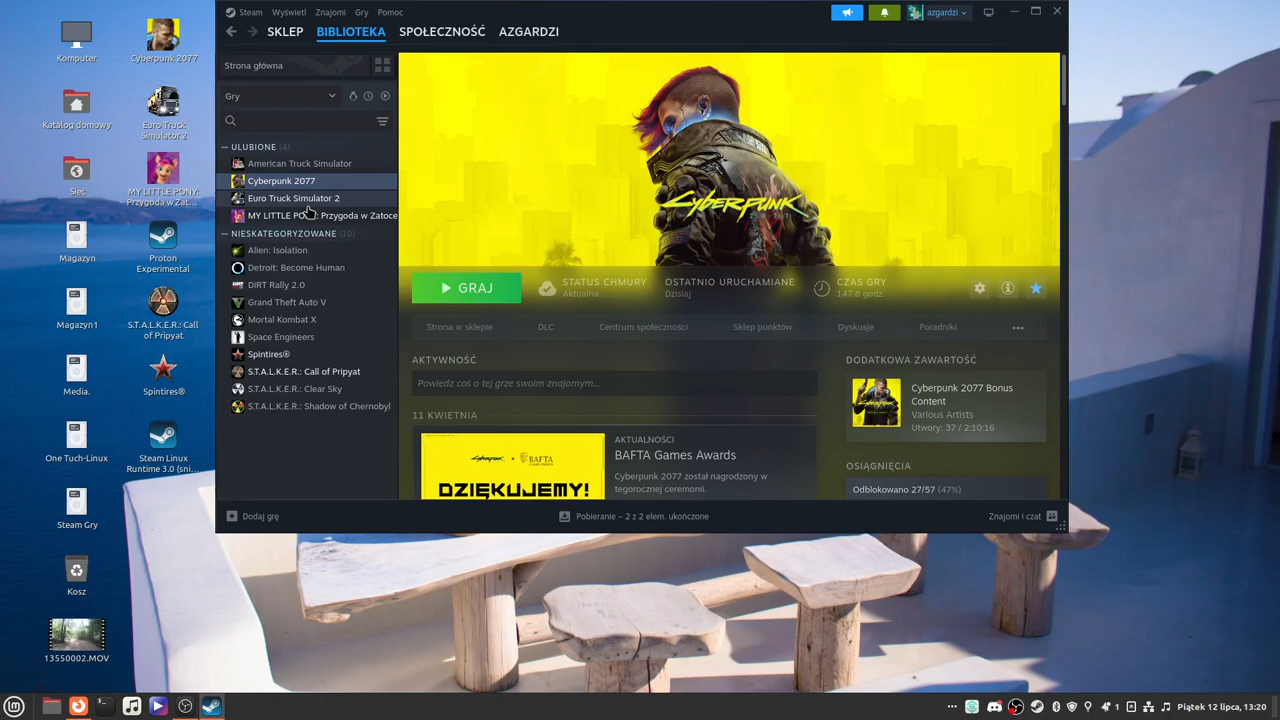 Komputer
Cyberpunk 2077
Katalog domowy
Euro Truck
Simulator 2
Sieć
MY LITTLE PONY:
Przygoda w Zat...
Magazyn
Proton
Experimental
Magazyn1
S.T.A.L.K.E.R.: Call
of Pripyat
Media.
Spintires®
One Tuch-Linux
Steam Linux
Runtime 3.0 (sni...
Steam Gry
Kosz
13550002.MOV
Steam Wyświetl Znajomi Gry Pomoc
azgardzi
SKLEP BIBLIOTEKA SPOŁECZNOŚĆ AZGARDZI
Strona główna
Gry
— ULUBIONE (4)
American Truck Simulator
Cyberpunk 2077
Euro Truck Simulator 2
MY LITTLE PONY: Przygoda w Zatoce
— NIESKATEGORYZOWANE (10)
Alien: Isolation
Detroit: Become Human
DiRT Rally 2.0
Grand Theft Auto V
Mortal Kombat X
Space Engineers
Spintires®
S.T.A.L.K.E.R.: Call of Pripyat
S.T.A.L.K.E.R.: Clear Sky
S.T.A.L.K.E.R.: Shadow of Chernobyl
CYBERPUNK
2077
GRAJ
STATUS CHMURY
Aktualna
OSTATNIO URUCHAMIANE
Dzisiaj
CZAS GRY
147.6 godz.
Strona w sklepie DLC Centrum społeczności Sklep punktów Dyskusje Poradniki
AKTYWNOŚĆ
Powiedz coś o tej grze swoim znajomym...
11 KWIETNIA
CYBERPUNK x BAFTA
DZIĘKUJEMY!
AKTUALNOŚCI
BAFTA Games Awards
Cyberpunk 2077 został nagrodzony w
tegorocznej ceremonii.
DODATKOWA ZAWARTOŚĆ
Cyberpunk 2077 Bonus
Content
Various Artists
Utwory: 37 / 2:10:16
OSIĄGNIĘCIA
Odblokowano 27/57 (47%)
Dodaj grę
Pobieranie – 2 z 2 elem. ukończone
Znajomi i czat
1
Piątek 12 lipca, 13:20